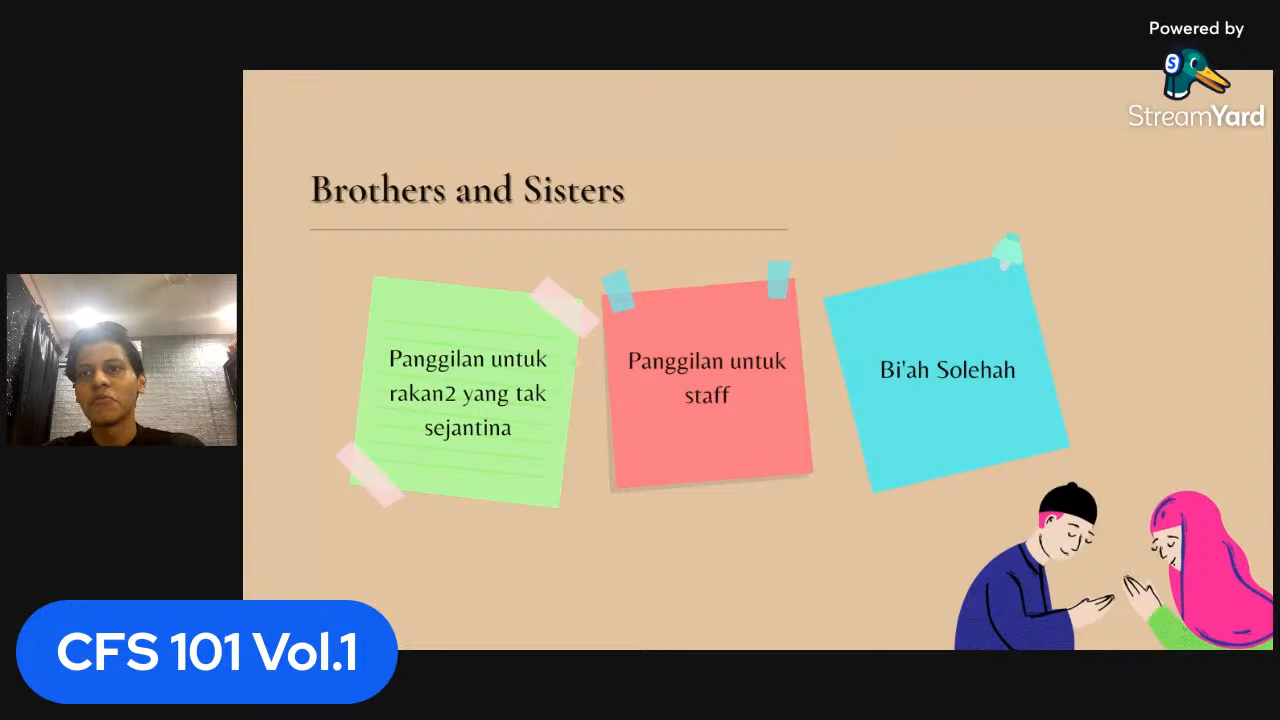 Powered by
S
StreamYard
Brothers and Sisters
Panggilan untuk
rakan2 yang tak
sejantina
Panggilan untuk
staff
Bi'ah Solehah
CFS 101 Vol.1